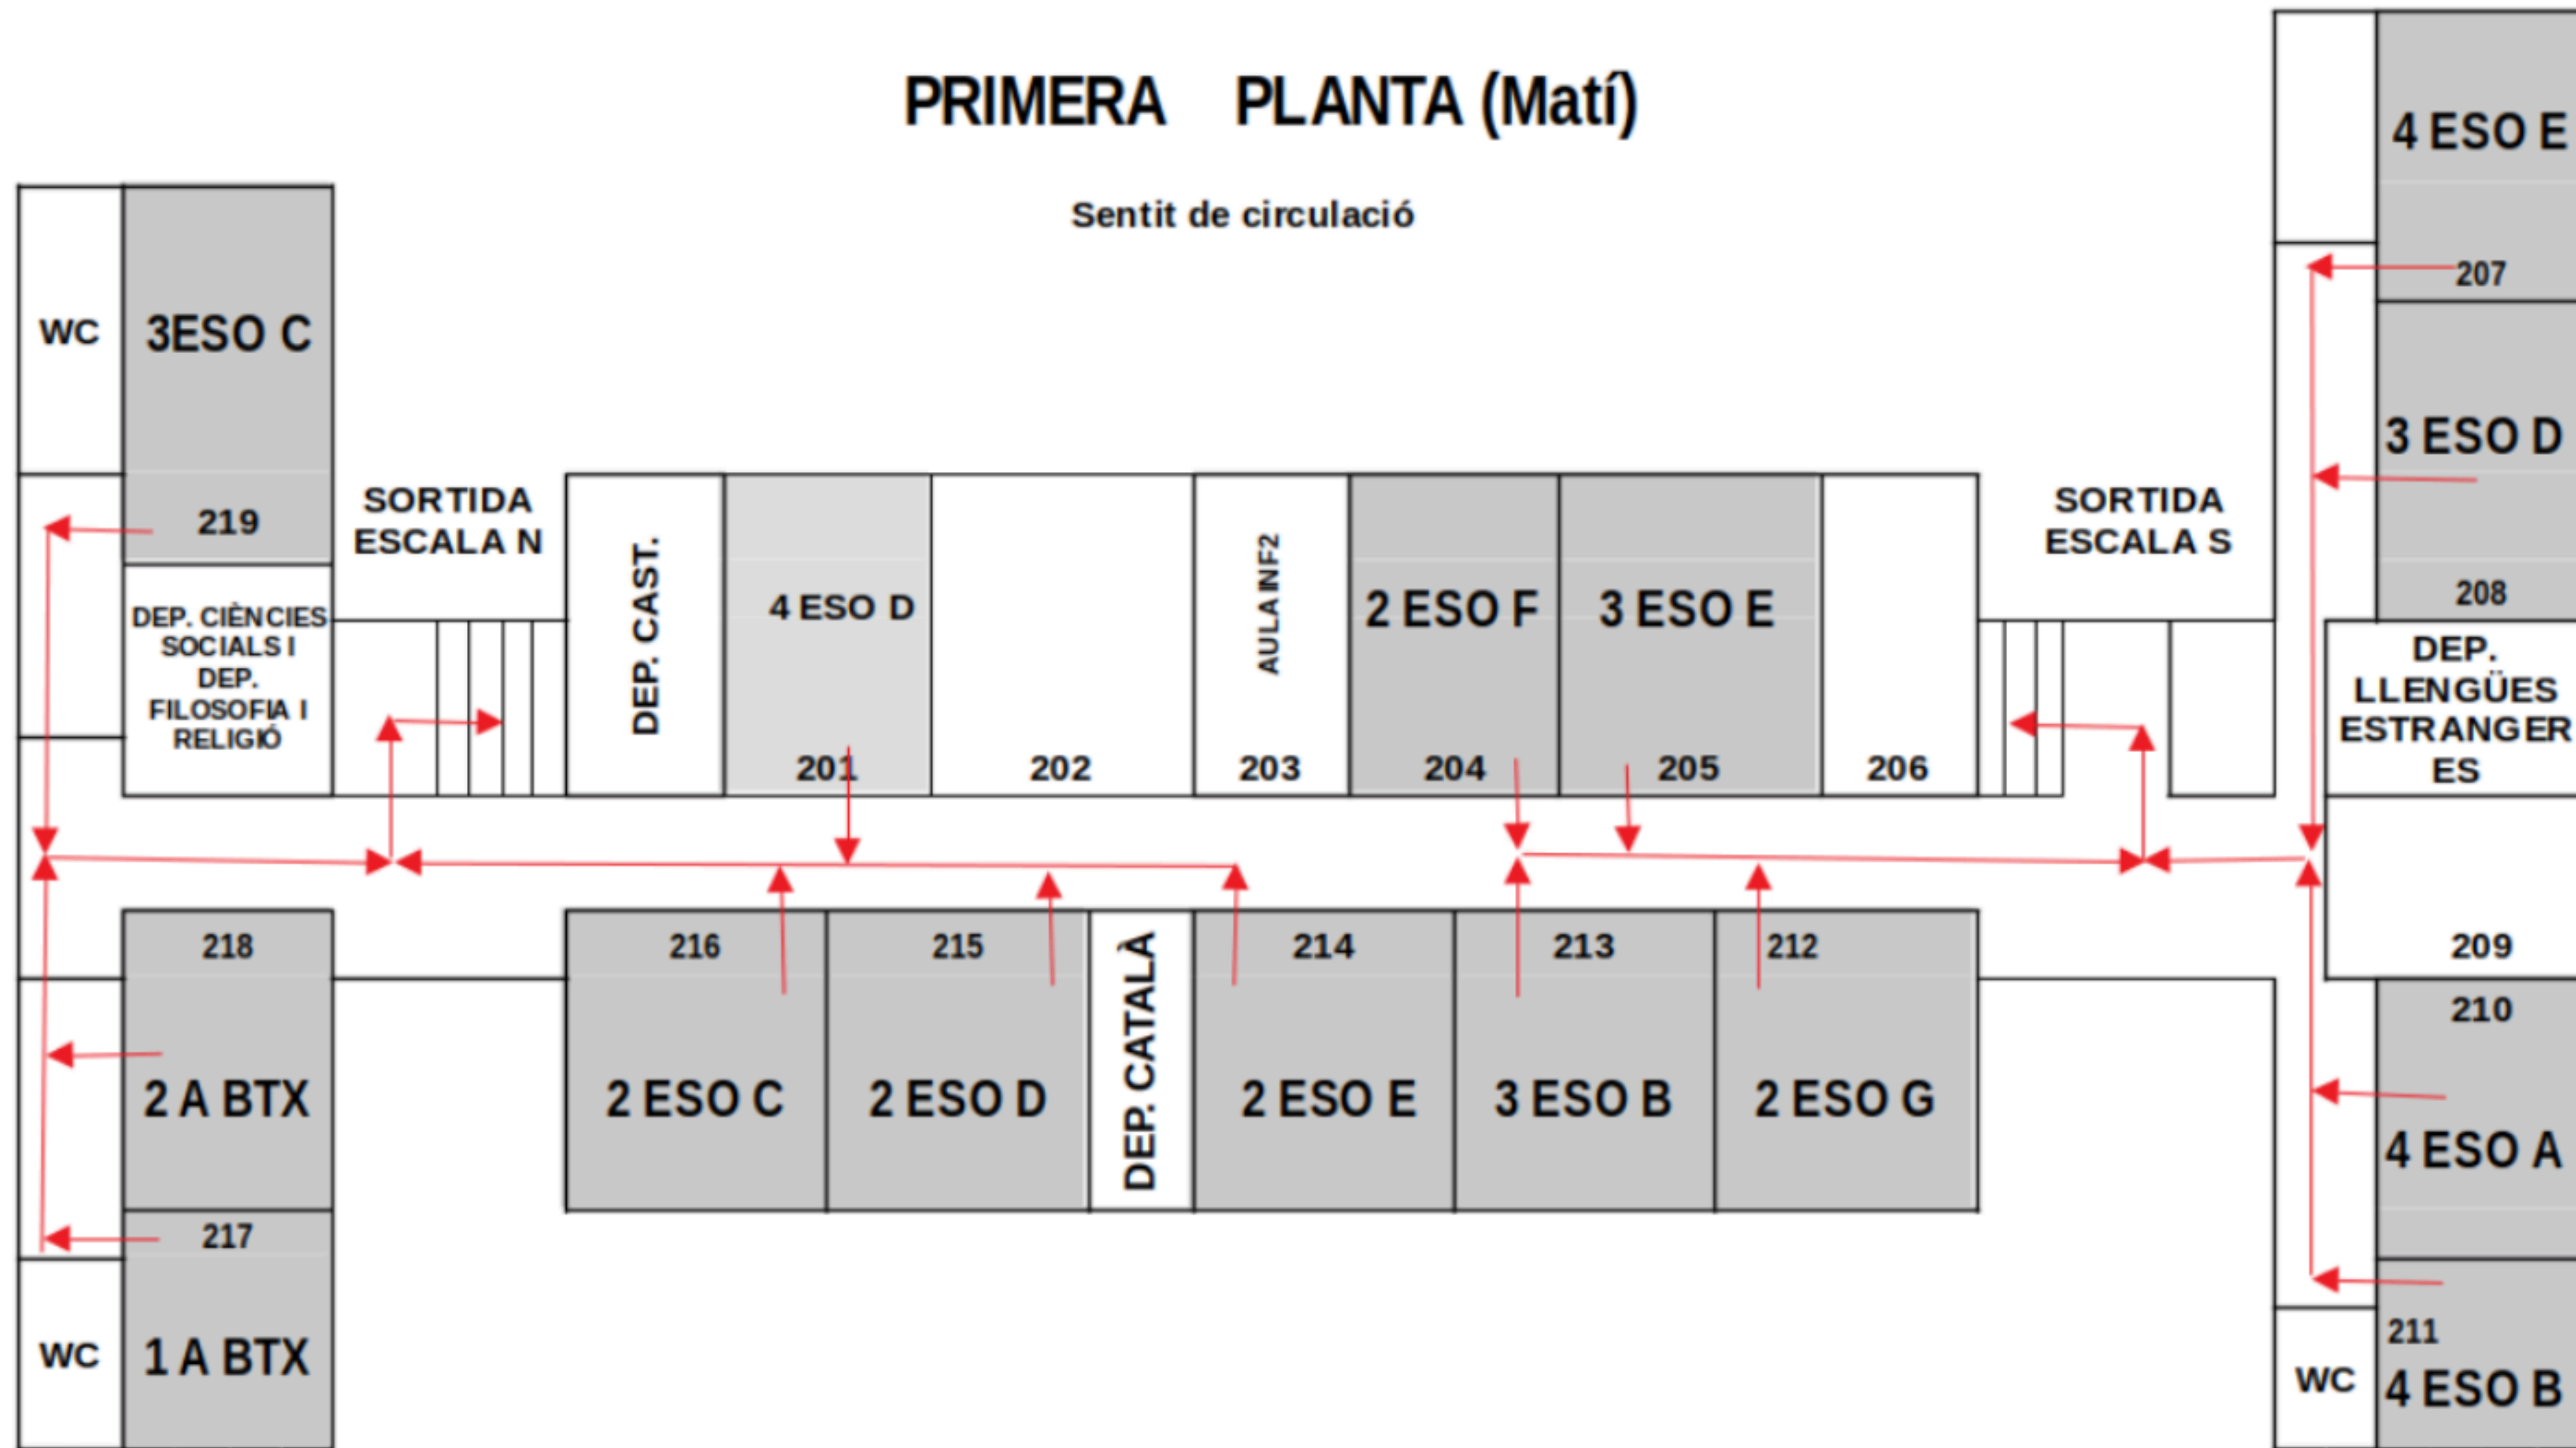 PRIMERA PLANTA (Matí)
Sentit de circulació
WC
3ESO C
219
DEP. CIÈNCIES
SOCIALS I
DEP.
FILOSOFIA I
RELIGIÓ
SORTIDA
ESCALA N
DEP. CAST.
4 ESO D
201
202
AULA INF2
203
2 ESO F
204
3 ESO E
205
206
SORTIDA
ESCALA S
4 ESO E
207
3 ESO D
208
DEP.
LLENGÜES
ESTRANGER
ES
209
218
2 A BTX
217
1 A BTX
WC
216
2 ESO C
215
2 ESO D
DEP. CATALÀ
214
2 ESO E
213
3 ESO B
212
2 ESO G
210
4 ESO A
211
4 ESO B
WC